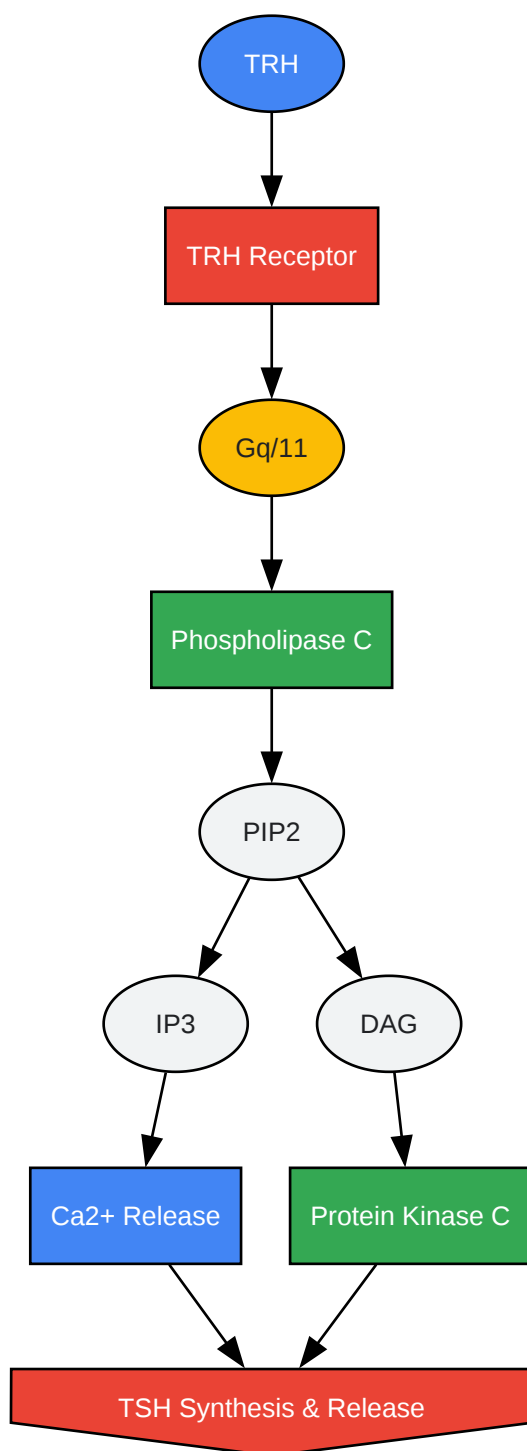 TRH
TRH Receptor
Gq/11
Phospholipase C
PIP2
IP3
DAG
Ca2+ Release
Protein Kinase C
TSH Synthesis & Release